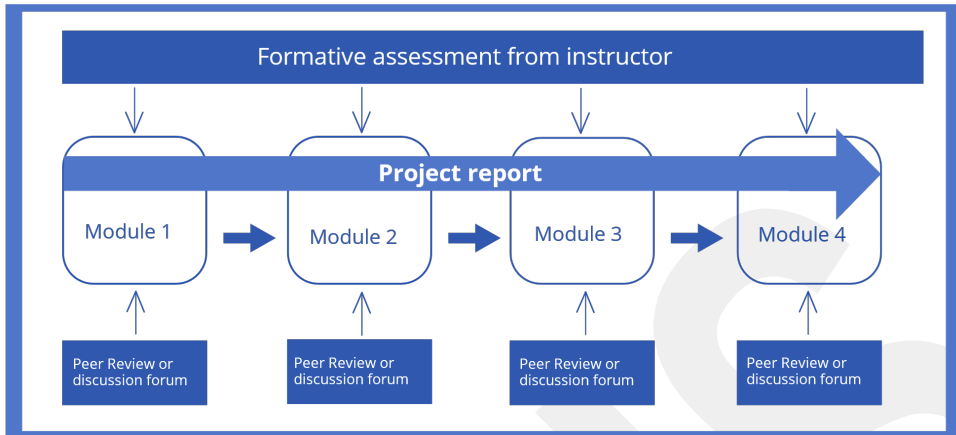 Formative assessment from instructor
Project report
Module 1
Module 2
Module 3
Module 4
Peer Review or
discussion forum
Peer Review or
discussion forum
Peer Review or
discussion forum
Peer Review or
discussion forum